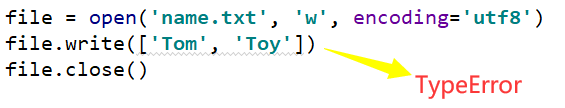 file = open('name.txt', 'w', encoding='utf8')
file.write(['Tom', 'Toy'])
file.close()
TypeError